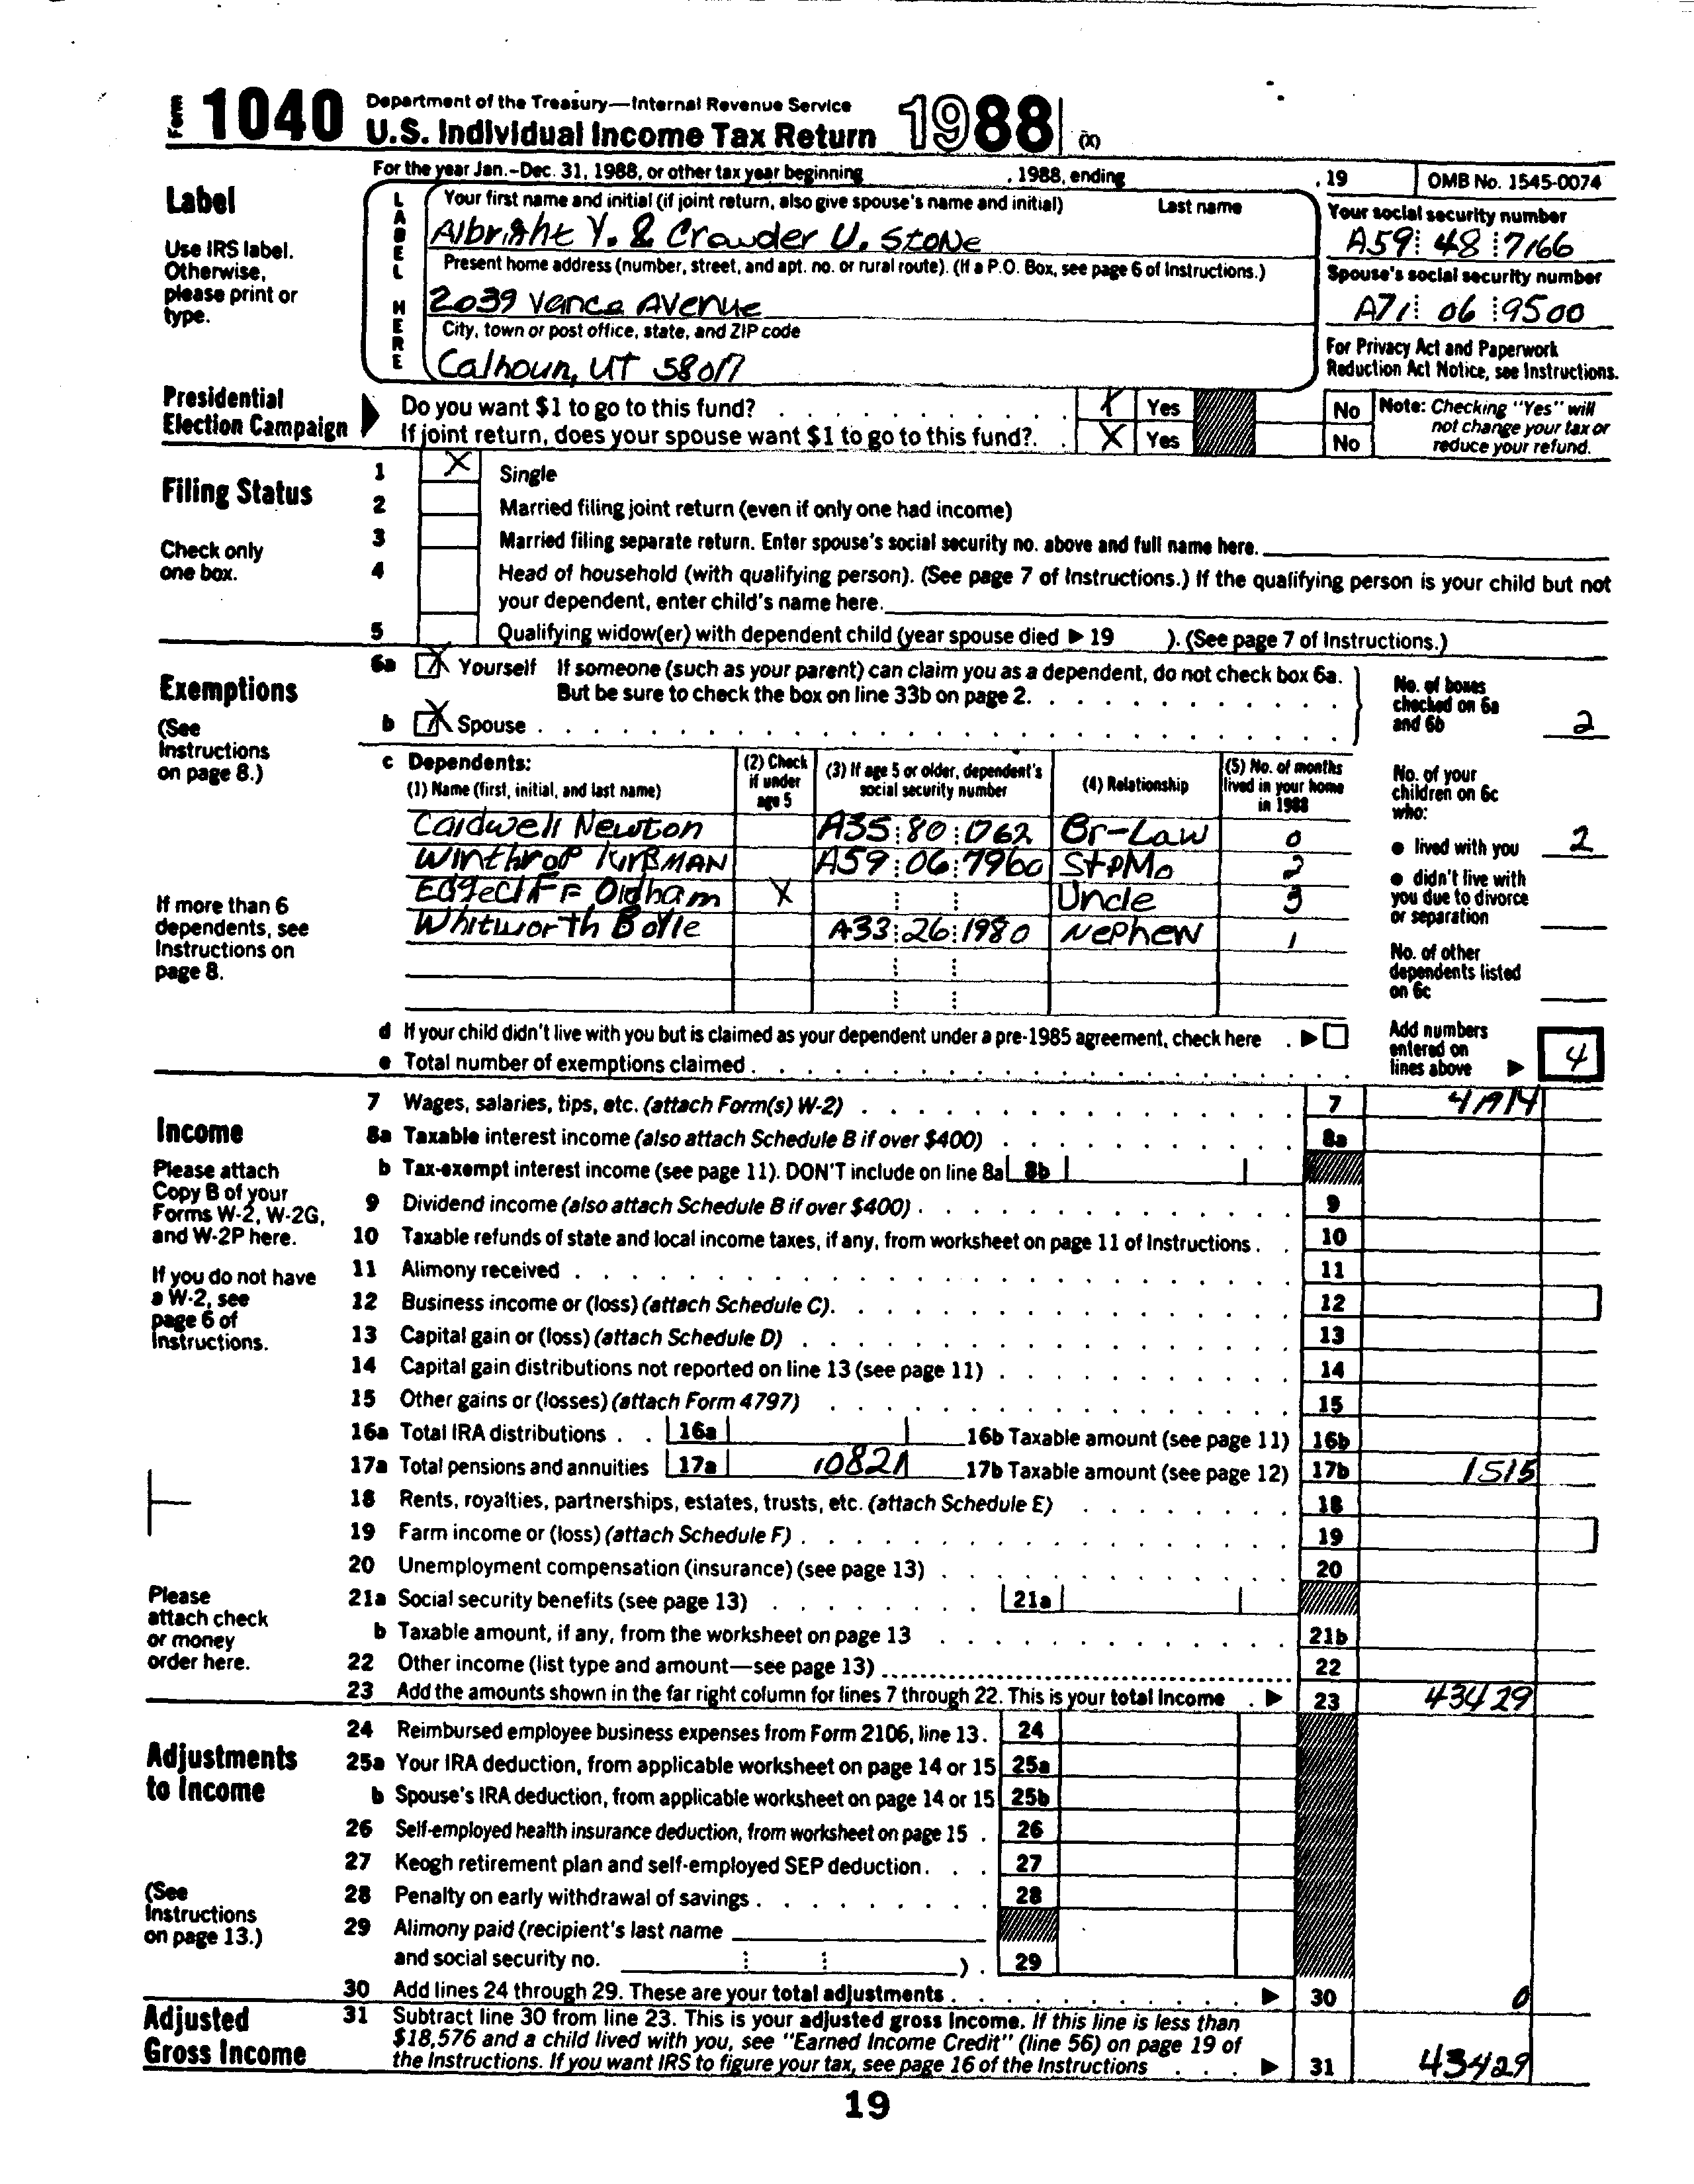 Form 1040 Department of the Treasury—Internal Revenue Service
U.S. Individual Income Tax Return 1988 (X)
For the year Jan.-Dec. 31, 1988, or other tax year beginning , 1988, ending , 19 OMB No. 1545-0074
Label
Use IRS label.
Otherwise,
please print or
type.
LABEL HERE
Your first name and initial (if joint return, also give spouse's name and initial) Last name
Albright Y. & Crowder U. Stone
Your social security number
A59 48 7166
Present home address (number, street, and apt. no. or rural route). (If a P.O. Box, see page 6 of Instructions.)
2039 Vance Avenue
Spouse's social security number
A71 06 9500
City, town or post office, state, and ZIP code
Calhoun, UT 58017
For Privacy Act and Paperwork
Reduction Act Notice, see Instructions.
Presidential
Election Campaign
Do you want $1 to go to this fund? X Yes No
If joint return, does your spouse want $1 to go to this fund?. X Yes No
Note: Checking "Yes" will
not change your tax or
reduce your refund.
Filing Status
Check only
one box.
1 X Single
2 Married filing joint return (even if only one had income)
3 Married filing separate return. Enter spouse's social security no. above and full name here.
4 Head of household (with qualifying person). (See page 7 of Instructions.) If the qualifying person is your child but not
your dependent, enter child's name here.
5 Qualifying widow(er) with dependent child (year spouse died ▶ 19 ). (See page 7 of Instructions.)
Exemptions
(See
Instructions
on page 8.)
6a X Yourself If someone (such as your parent) can claim you as a dependent, do not check box 6a.
But be sure to check the box on line 33b on page 2.
b X Spouse
No. of boxes
checked on 6a
and 6b 2
c Dependents:
(1) Name (first, initial, and last name) (2) Check if under age 5 (3) If age 5 or older, dependent's social security number (4) Relationship (5) No. of months lived in your home in 1988
Caldwell Newton A35 80 1762 Br-Law 0
Winthrop Kirkman A59 06 7960 StPMo 2
Edgecliff Oldham X Uncle 3
Whitworth Boyle A33 26 1980 Nephew 1
If more than 6
dependents, see
Instructions on
page 8.
No. of your
children on 6c
who:
● lived with you 2
● didn't live with
you due to divorce
or separation
No. of other
dependents listed
on 6c
d If your child didn't live with you but is claimed as your dependent under a pre-1985 agreement, check here ▶
e Total number of exemptions claimed
Add numbers
entered on
lines above ▶ 4
Income
Please attach
Copy B of your
Forms W-2, W-2G,
and W-2P here.
If you do not have
a W-2, see
page 6 of
Instructions.
Please
attach check
or money
order here.
7 Wages, salaries, tips, etc. (attach Form(s) W-2) 7 41914
8a Taxable interest income (also attach Schedule B if over $400) 8a
b Tax-exempt interest income (see page 11). DON'T include on line 8a 8b
9 Dividend income (also attach Schedule B if over $400) 9
10 Taxable refunds of state and local income taxes, if any, from worksheet on page 11 of Instructions 10
11 Alimony received 11
12 Business income or (loss) (attach Schedule C). 12
13 Capital gain or (loss) (attach Schedule D) 13
14 Capital gain distributions not reported on line 13 (see page 11) 14
15 Other gains or (losses) (attach Form 4797) 15
16a Total IRA distributions 16a 16b Taxable amount (see page 11) 16b
17a Total pensions and annuities 17a 10821 17b Taxable amount (see page 12) 17b 1515
18 Rents, royalties, partnerships, estates, trusts, etc. (attach Schedule E) 18
19 Farm income or (loss) (attach Schedule F) 19
20 Unemployment compensation (insurance) (see page 13) 20
21a Social security benefits (see page 13) 21a
b Taxable amount, if any, from the worksheet on page 13 21b
22 Other income (list type and amount—see page 13) 22
23 Add the amounts shown in the far right column for lines 7 through 22. This is your total income ▶ 23 43429
Adjustments
to Income
(See
Instructions
on page 13.)
24 Reimbursed employee business expenses from Form 2106, line 13. 24
25a Your IRA deduction, from applicable worksheet on page 14 or 15 25a
b Spouse's IRA deduction, from applicable worksheet on page 14 or 15 25b
26 Self-employed health insurance deduction, from worksheet on page 15 26
27 Keogh retirement plan and self-employed SEP deduction 27
28 Penalty on early withdrawal of savings 28
29 Alimony paid (recipient's last name
and social security no. ). 29
30 Add lines 24 through 29. These are your total adjustments ▶ 30 0
Adjusted
Gross Income
31 Subtract line 30 from line 23. This is your adjusted gross income. If this line is less than
$18,576 and a child lived with you, see "Earned Income Credit" (line 56) on page 19 of
the Instructions. If you want IRS to figure your tax, see page 16 of the Instructions ▶ 31 43429
19